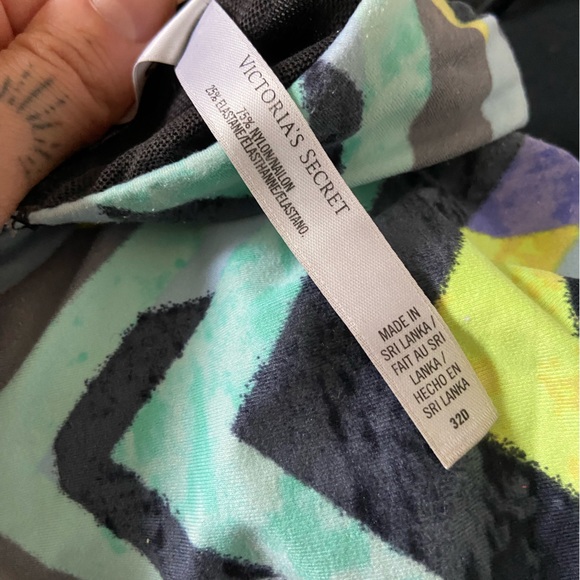 VICTORIA'S SECRET
75% NYLON/NAILON
25% ELASTANE/ELASTHANNE/ELASTANO.
MADE IN
SRI LANKA /
FAIT AU SRI
LANKA /
HECHO EN
SRI LANKA
32D